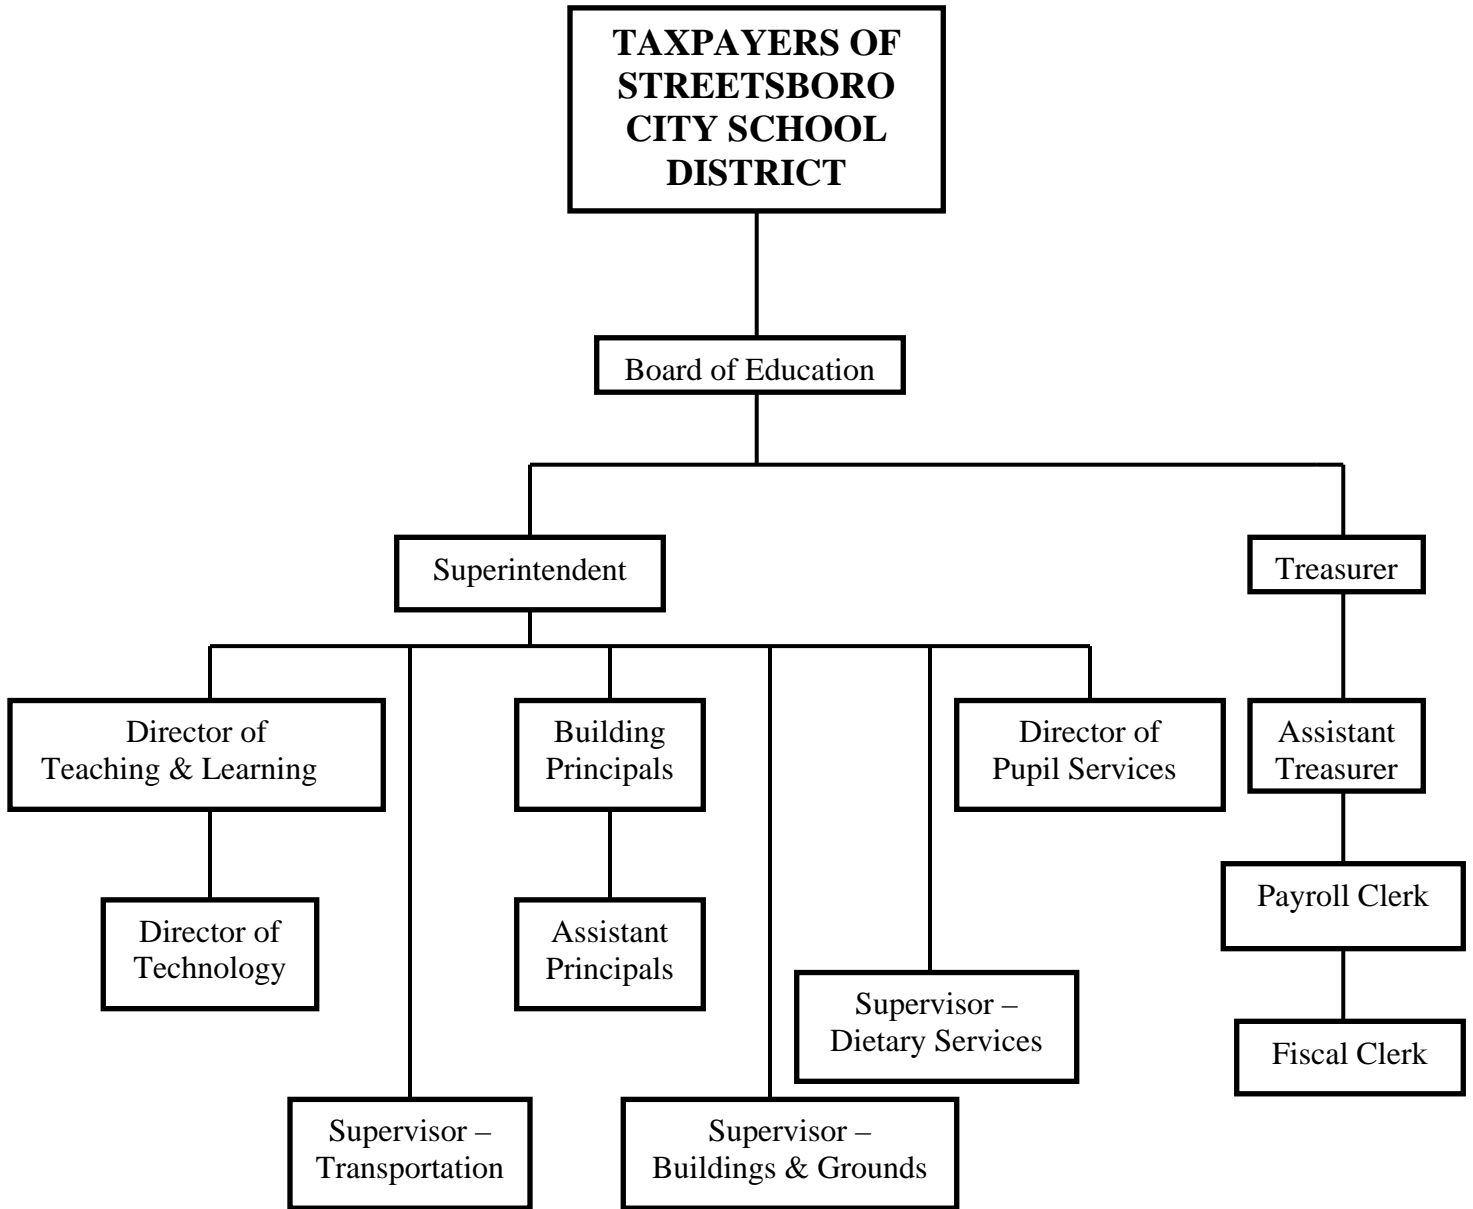 TAXPAYERS OF
STREETSBORO
CITY SCHOOL
DISTRICT
Board of Education
Superintendent
Treasurer
Director of
Teaching & Learning
Building
Principals
Director of
Pupil Services
Assistant
Treasurer
Payroll Clerk
Director of
Technology
Assistant
Principals
Supervisor –
Dietary Services
Fiscal Clerk
Supervisor –
Transportation
Supervisor –
Buildings & Grounds